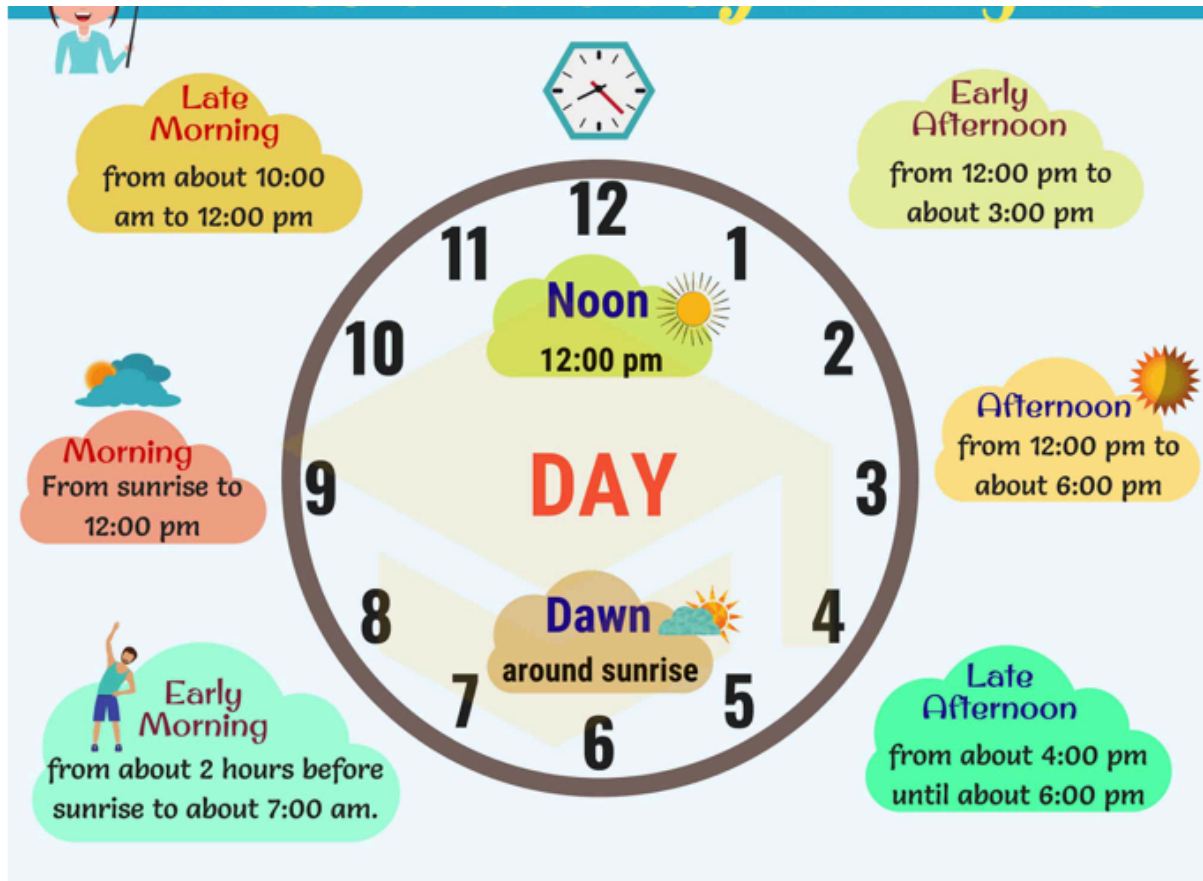 Late
Morning
from about 10:00
am to 12:00 pm
Early
Afternoon
from 12:00 pm to
about 3:00 pm
12
11
1
Noon
12:00 pm
10
2
Morning
From sunrise to
12:00 pm
Afternoon
from 12:00 pm to
about 6:00 pm
9
DAY
3
8
Dawn
around sunrise
4
7
5
6
Early
Morning
from about 2 hours before
sunrise to about 7:00 am.
Late
Afternoon
from about 4:00 pm
until about 6:00 pm